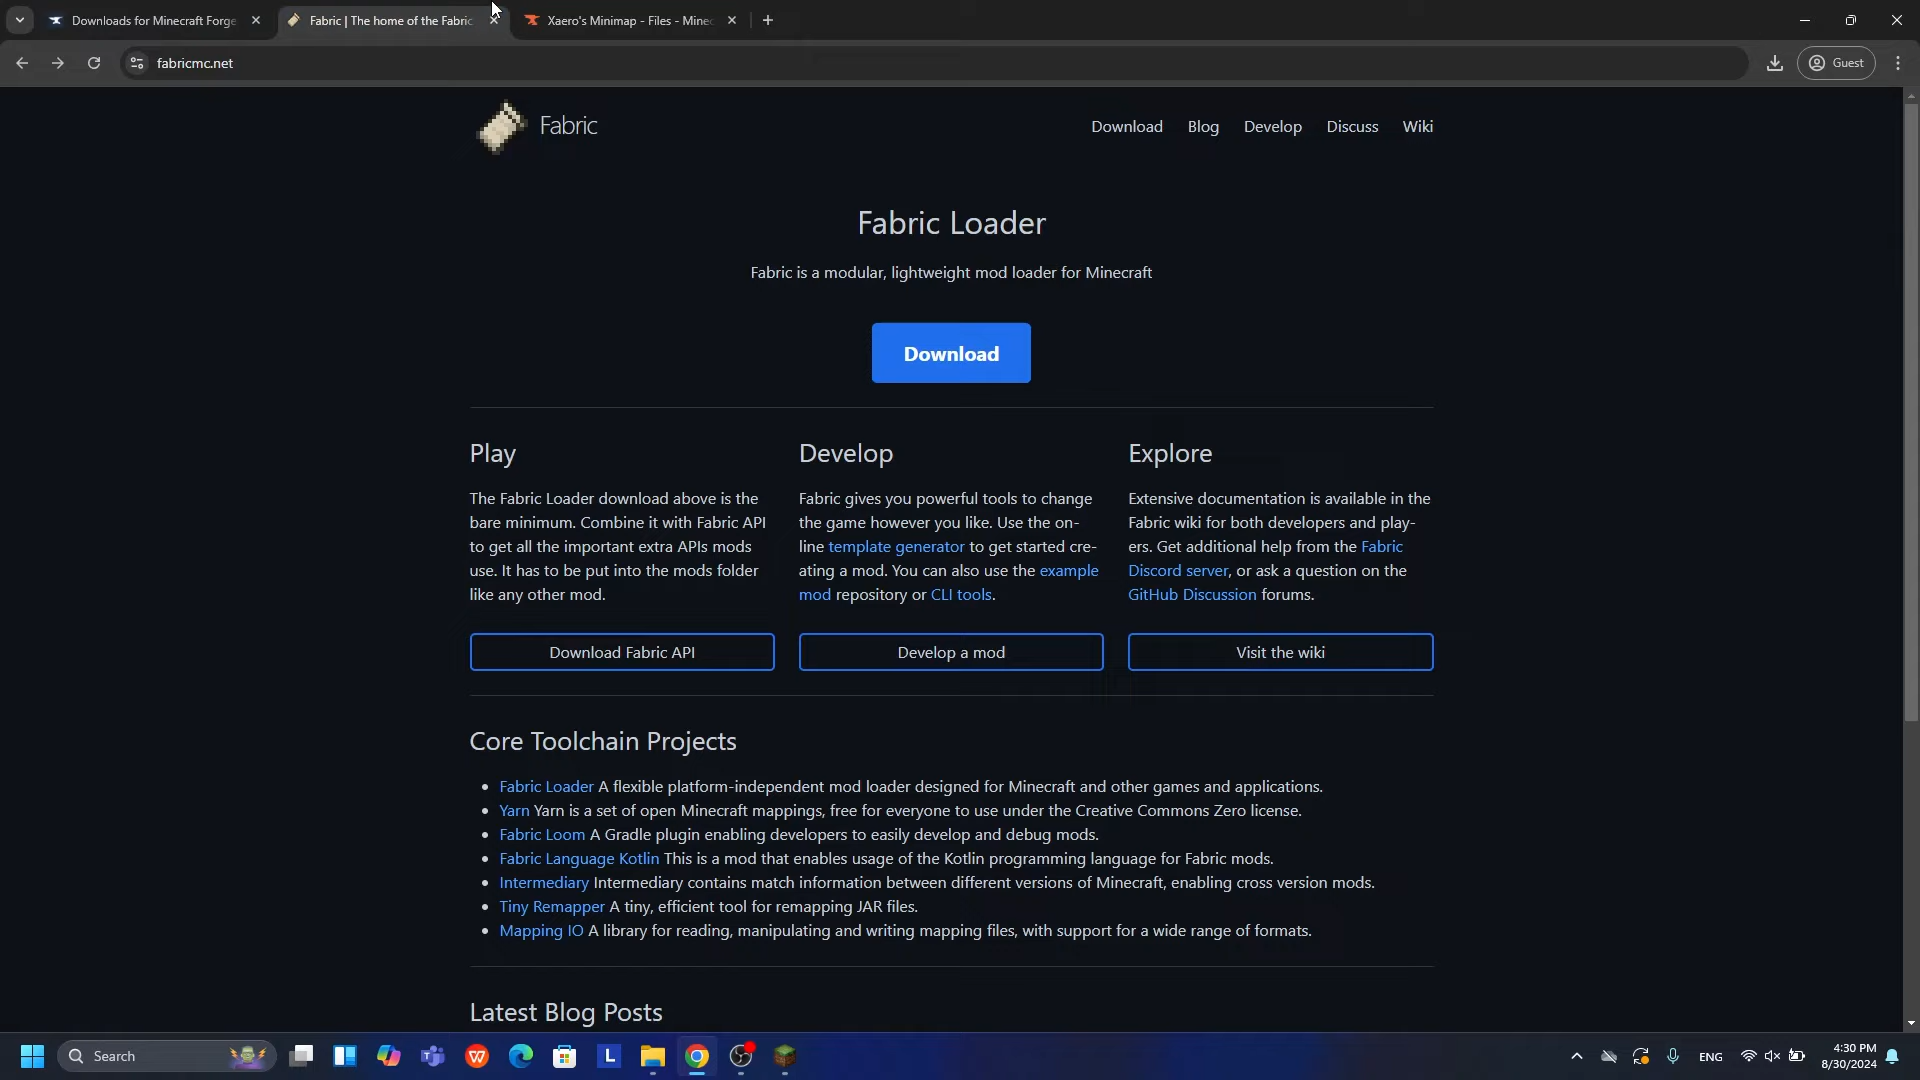 Downloads for Minecraft Forge
Fabric | The home of the Fabric
Xaero's Minimap - Files - Minec
fabricmc.net
Guest
Fabric
Download
Blog
Develop
Discuss
Wiki
Fabric Loader
Fabric is a modular, lightweight mod loader for Minecraft
Download
Play
The Fabric Loader download above is the
bare minimum. Combine it with Fabric API
to get all the important extra APIs mods
use. It has to be put into the mods folder
like any other mod.
Download Fabric API
Develop
Fabric gives you powerful tools to change
the game however you like. Use the on-
line template generator to get started cre-
ating a mod. You can also use the example
mod repository or CLI tools.
Develop a mod
Explore
Extensive documentation is available in the
Fabric wiki for both developers and play-
ers. Get additional help from the Fabric
Discord server, or ask a question on the
GitHub Discussion forums.
Visit the wiki
Core Toolchain Projects
Fabric Loader A flexible platform-independent mod loader designed for Minecraft and other games and applications.
Yarn Yarn is a set of open Minecraft mappings, free for everyone to use under the Creative Commons Zero license.
Fabric Loom A Gradle plugin enabling developers to easily develop and debug mods.
Fabric Language Kotlin This is a mod that enables usage of the Kotlin programming language for Fabric mods.
Intermediary Intermediary contains match information between different versions of Minecraft, enabling cross version mods.
Tiny Remapper A tiny, efficient tool for remapping JAR files.
Mapping IO A library for reading, manipulating and writing mapping files, with support for a wide range of formats.
Latest Blog Posts
Search
L
ENG
4:30 PM
8/30/2024